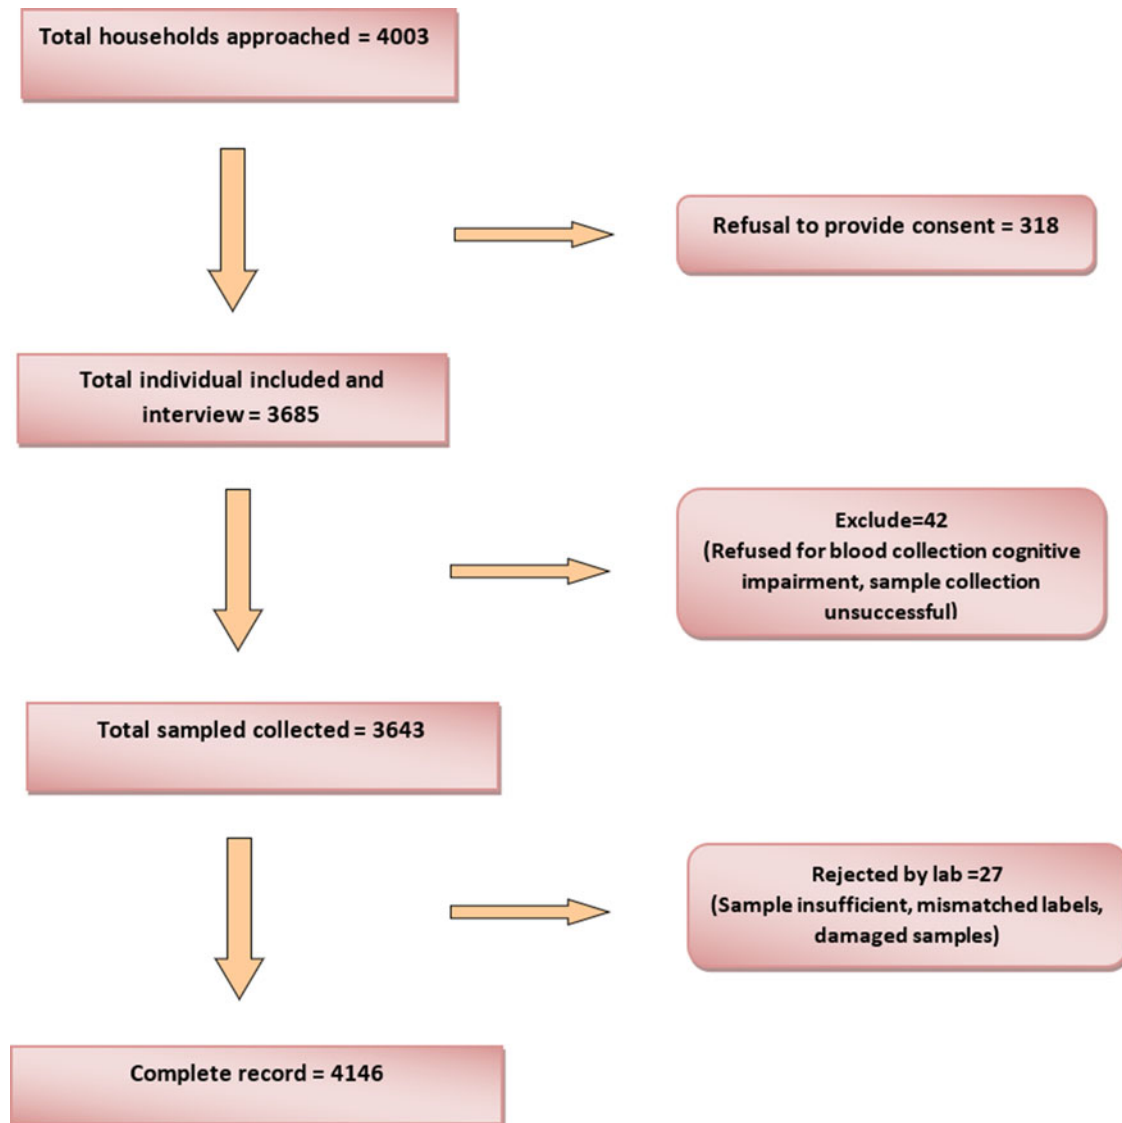 Total households approached = 4003
Refusal to provide consent = 318
Total individual included and
interview = 3685
Exclude=42
(Refused for blood collection cognitive
impairment, sample collection
unsuccessful)
Total sampled collected = 3643
Rejected by lab =27
(Sample insufficient, mismatched labels,
damaged samples)
Complete record = 4146